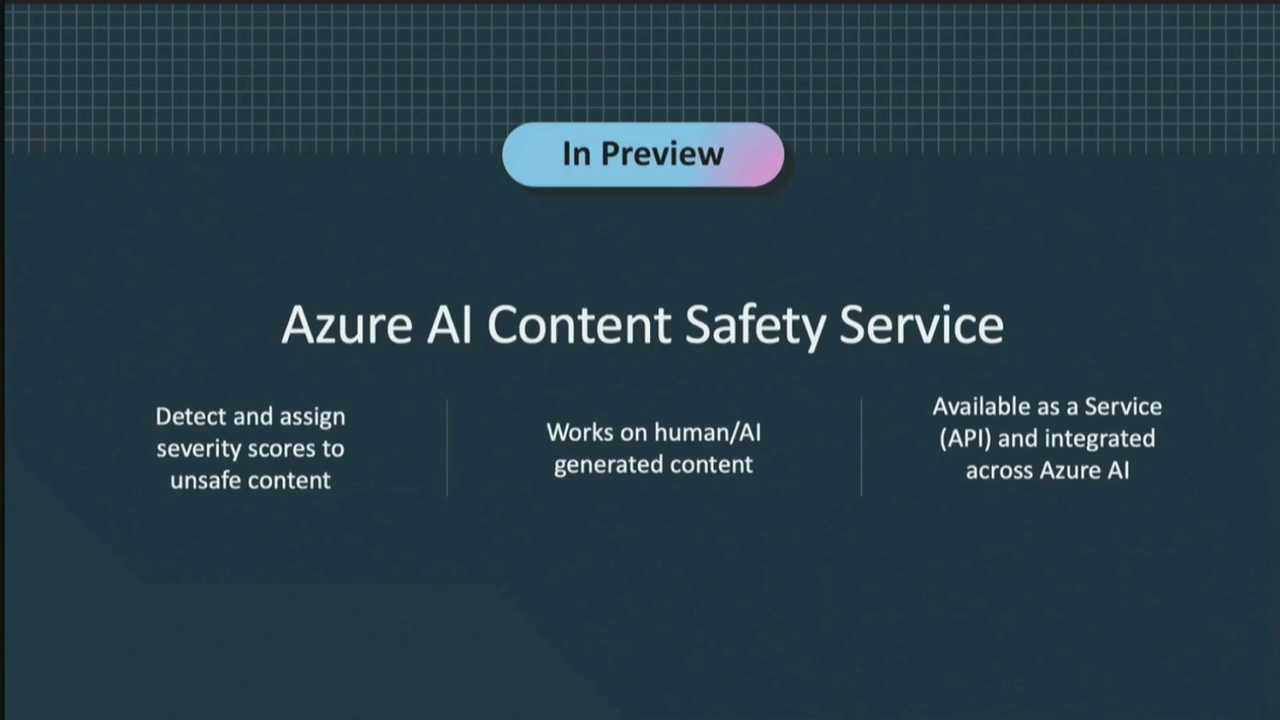 In Preview
Azure AI Content Safety Service
Detect and assign
severity scores to
unsafe content
Works on human/AI
generated content
Available as a Service
(API) and integrated
across Azure AI